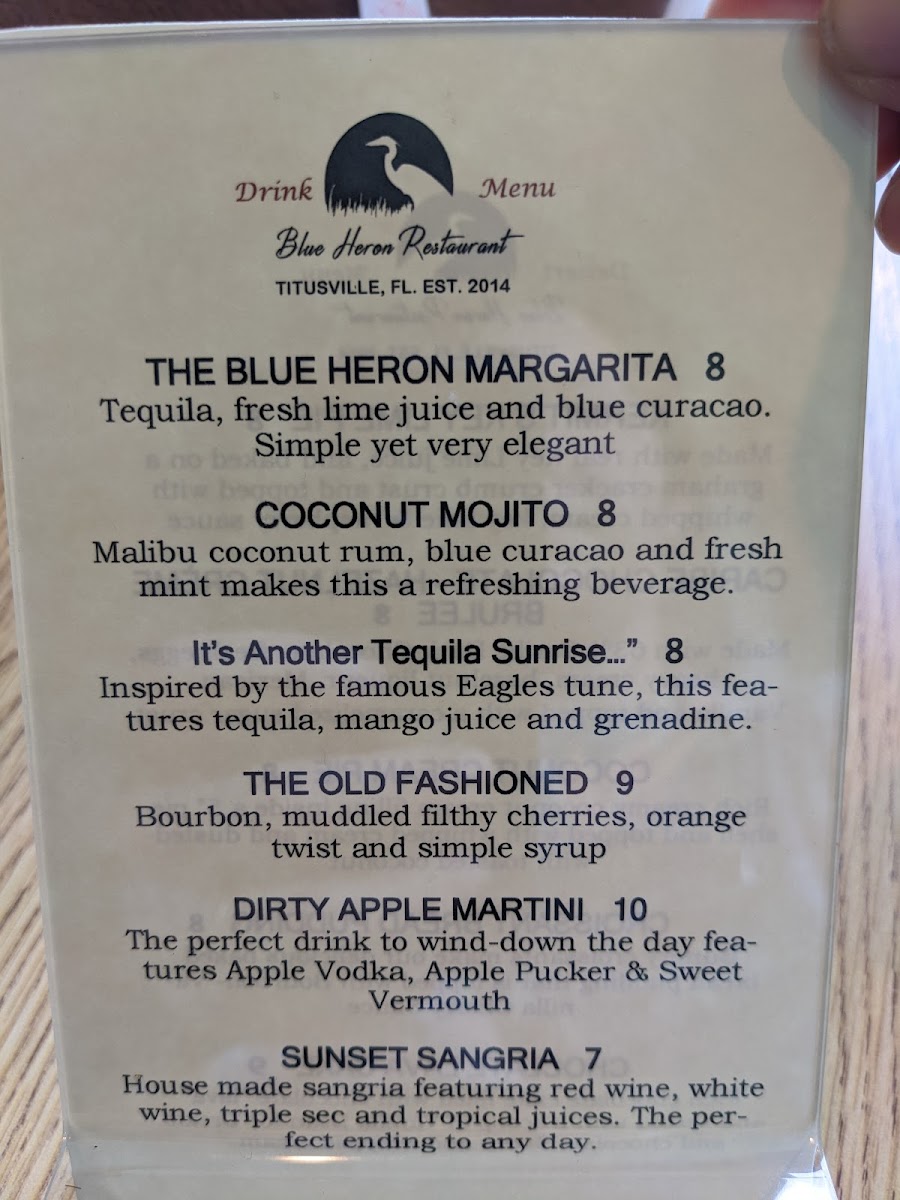 Drink Menu
Blue Heron Restaurant
TITUSVILLE, FL. EST. 2014
THE BLUE HERON MARGARITA 8
Tequila, fresh lime juice and blue curacao.
Simple yet very elegant
COCONUT MOJITO 8
Malibu coconut rum, blue curacao and fresh
mint makes this a refreshing beverage.
It's Another Tequila Sunrise..." 8
Inspired by the famous Eagles tune, this fea-
tures tequila, mango juice and grenadine.
THE OLD FASHIONED 9
Bourbon, muddled filthy cherries, orange
twist and simple syrup
DIRTY APPLE MARTINI 10
The perfect drink to wind-down the day fea-
tures Apple Vodka, Apple Pucker & Sweet
Vermouth
SUNSET SANGRIA 7
House made sangria featuring red wine, white
wine, triple sec and tropical juices. The per-
fect ending to any day.